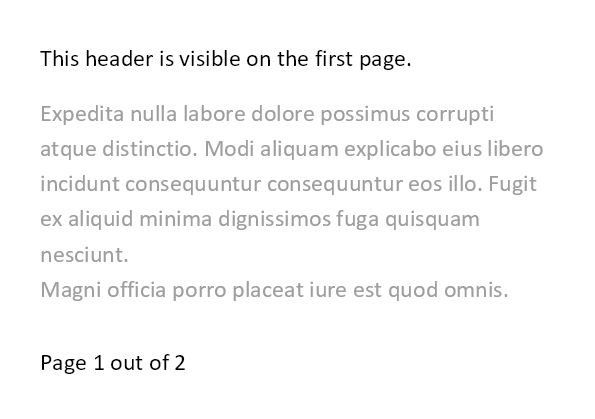 This header is visible on the first page.
Expedita nulla labore dolore possimus corrupti
atque distinctio. Modi aliquam explicabo eius libero
incidunt consequuntur consequuntur eos illo. Fugit
ex aliquid minima dignissimos fuga quisquam
nesciunt.
Magni officia porro placeat iure est quod omnis.
Page 1 out of 2